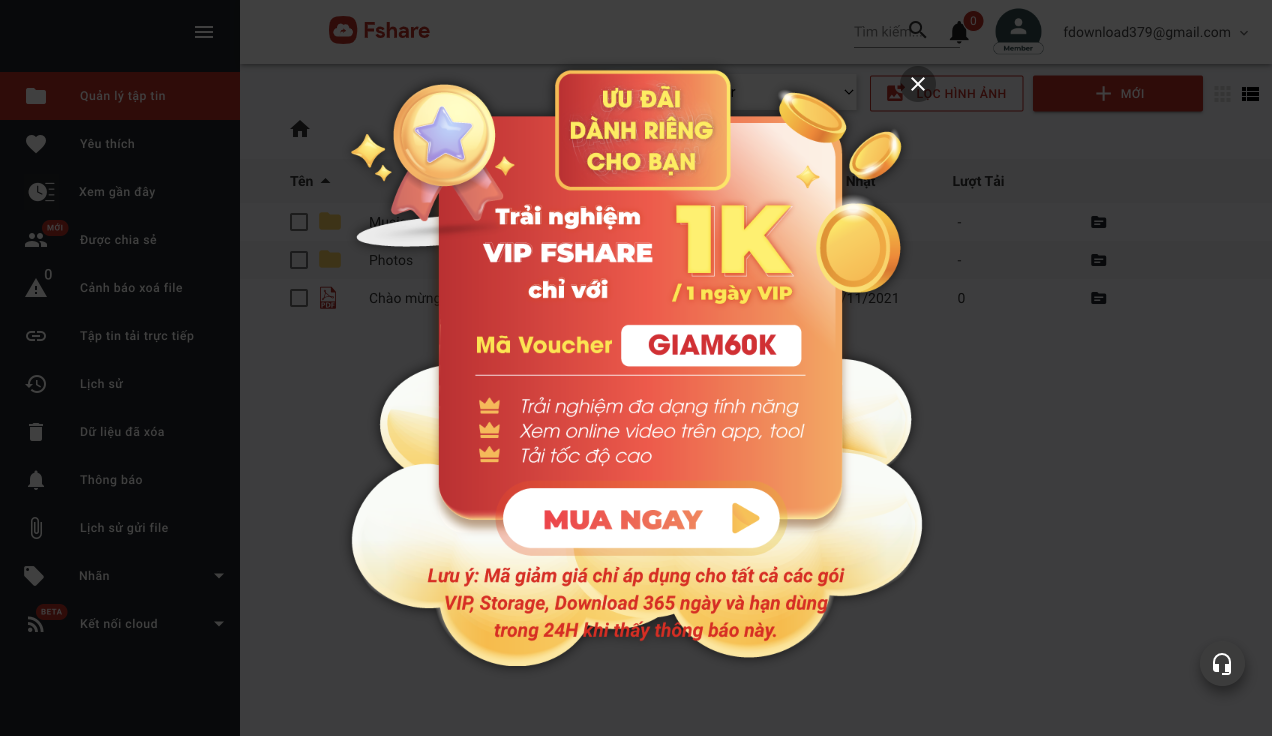 Fshare
Tìm kiếm
0
Member
fdownload379@gmail.com
Quản lý tập tin
Yêu thích
Xem gần đây
MỚI
Được chia sẻ
0
Cảnh báo xoá file
Tập tin tải trực tiếp
Lịch sử
Dữ liệu đã xóa
Thông báo
Lịch sử gửi file
Nhãn
BETA
Kết nối cloud
LỌC HÌNH ẢNH
MỚI
Tên
Nhật
Lượt Tải
-
Photos
-
PDF
Chào mừng
/11/2021
0
ƯU ĐÃI
DÀNH RIÊNG
CHO BẠN
Trải nghiệm
VIP FSHARE
chỉ với
1K
/ 1 ngày VIP
Mã Voucher
GIAM60K
Trải nghiệm đa dạng tính năng
Xem online video trên app, tool
Tải tốc độ cao
MUA NGAY
Lưu ý: Mã giảm giá chỉ áp dụng cho tất cả các gói
VIP, Storage, Download 365 ngày và hạn dùng
trong 24H khi thấy thông báo này.